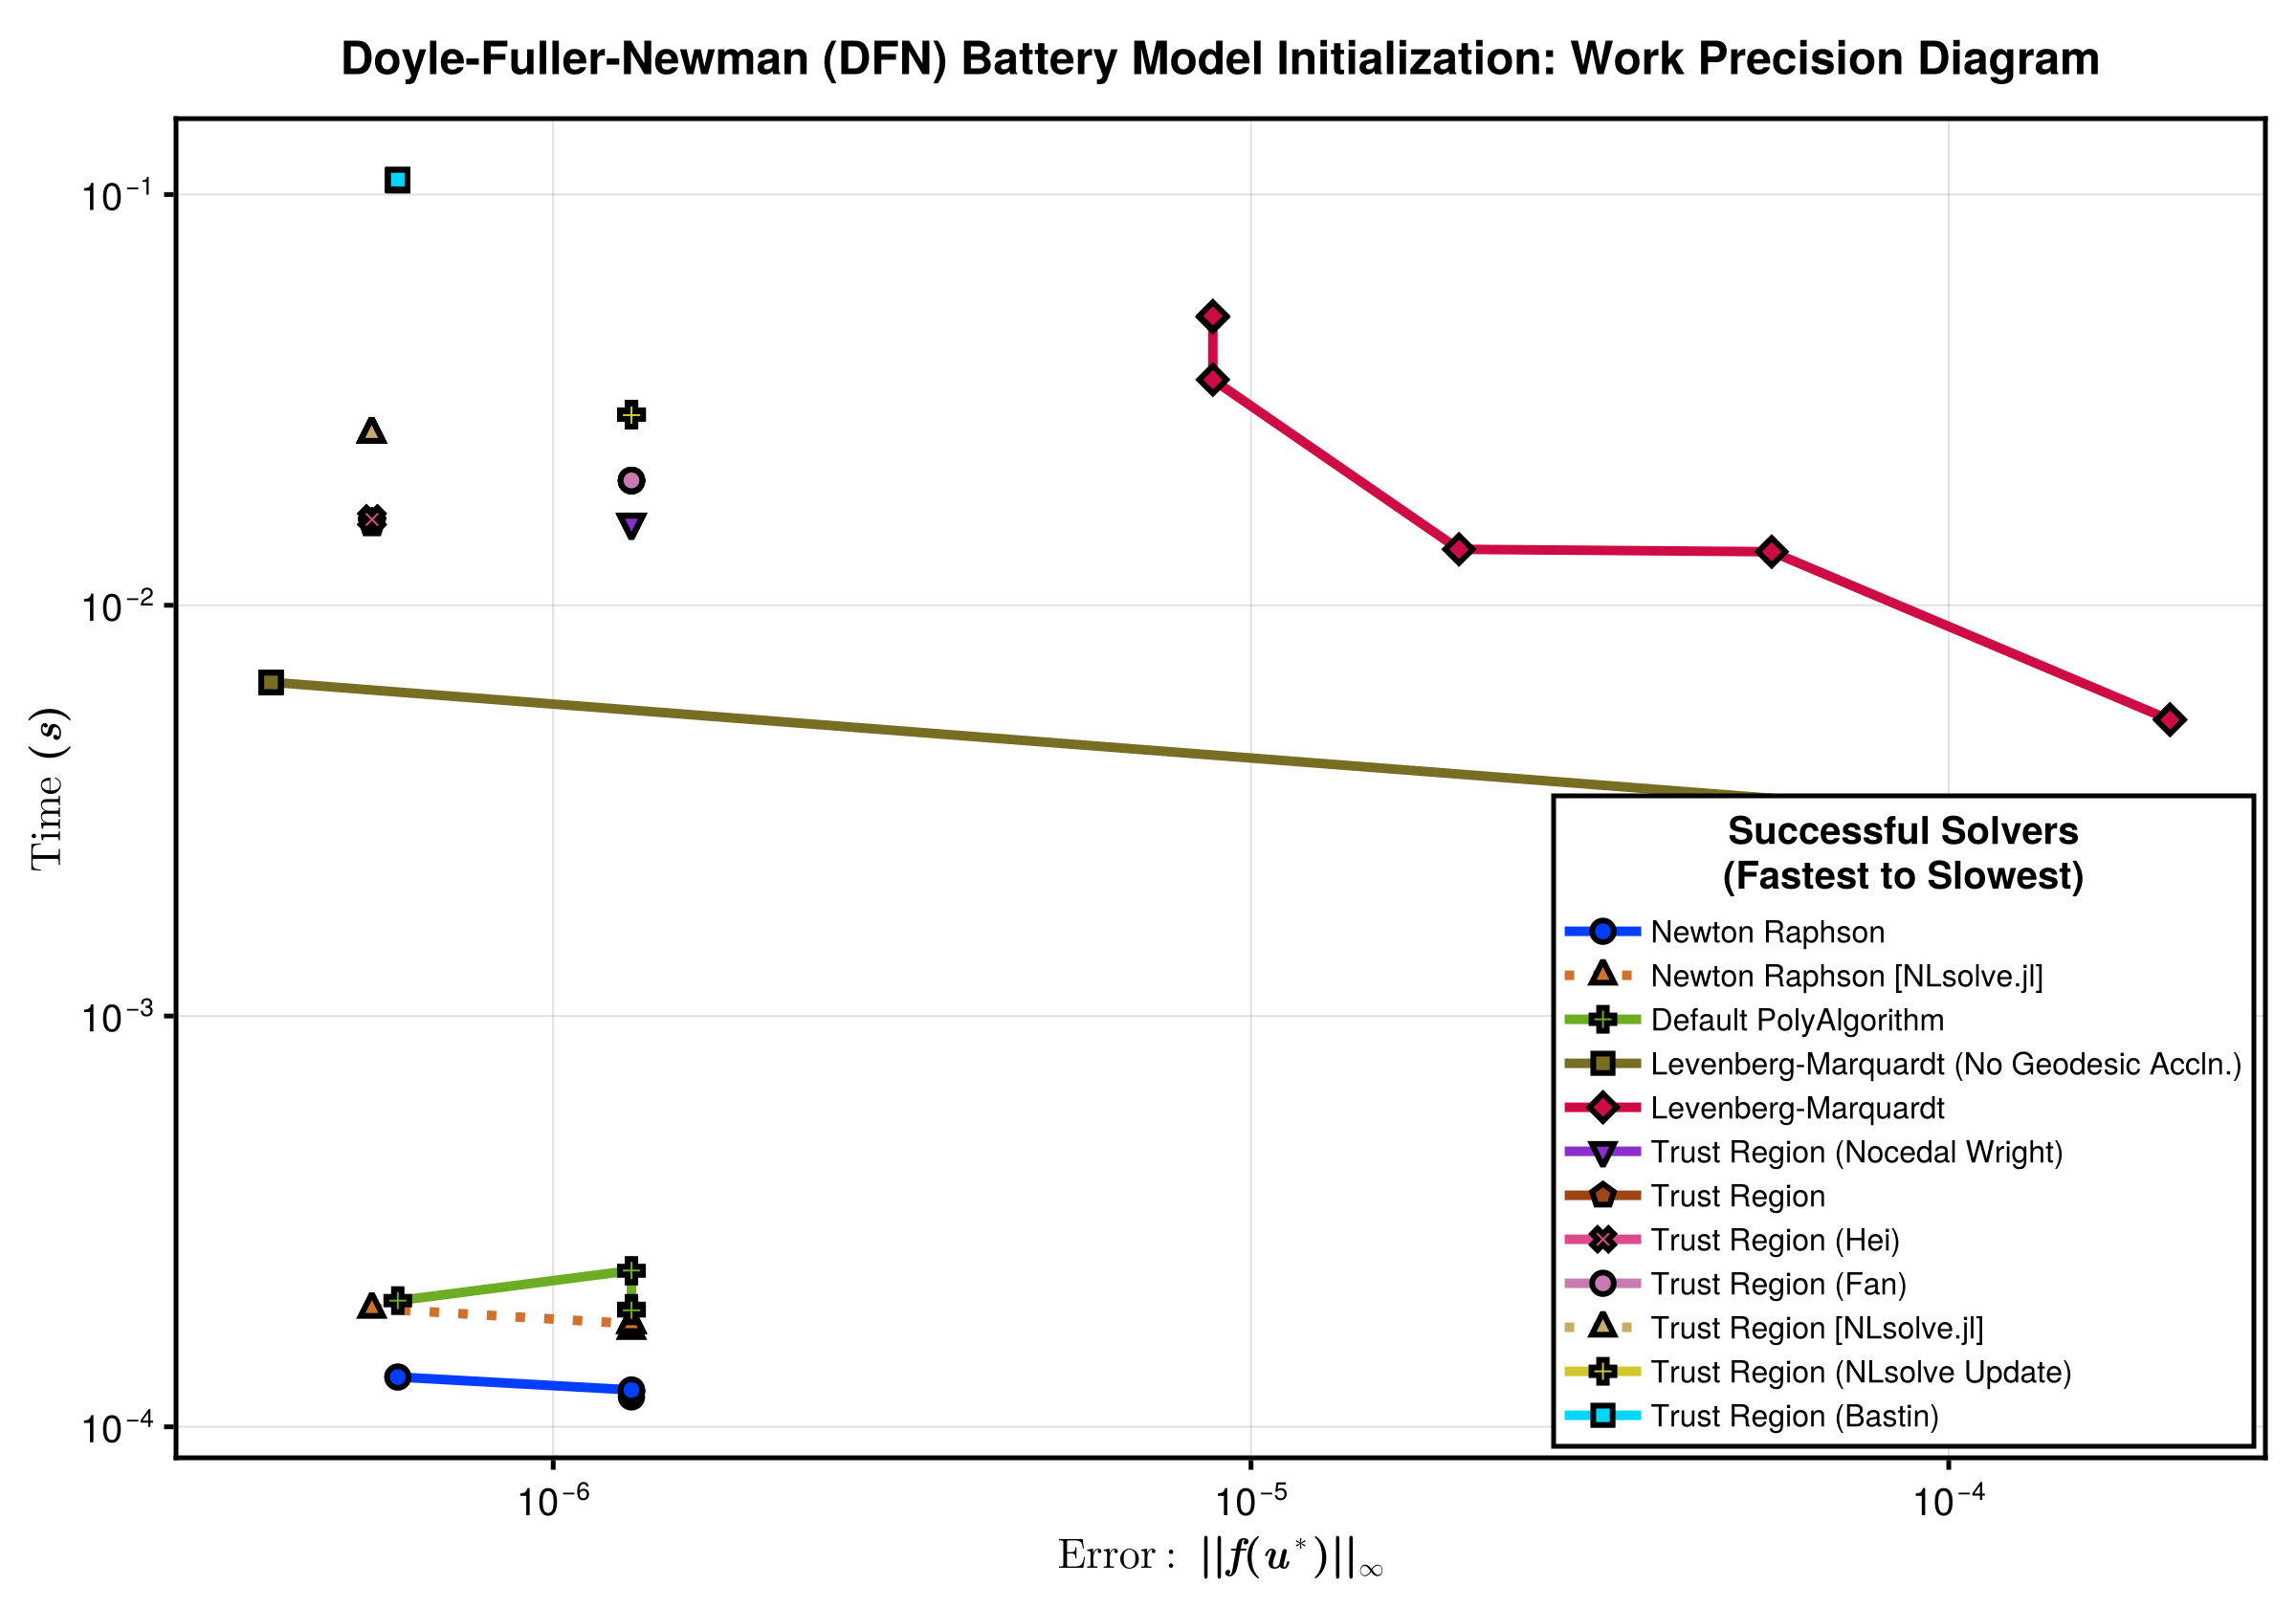 Doyle-Fuller-Newman (DFN) Battery Model Initialization: Work Precision Diagram
Time (s)
10⁻¹
10⁻²
10⁻³
10⁻⁴
Successful Solvers
(Fastest to Slowest)
Newton Raphson
Newton Raphson [NLsolve.jl]
Default PolyAlgorithm
Levenberg-Marquardt (No Geodesic Accln.)
Levenberg-Marquardt
Trust Region (Nocedal Wright)
Trust Region
Trust Region (Hei)
Trust Region (Fan)
Trust Region [NLsolve.jl]
Trust Region (NLsolve Update)
Trust Region (Bastin)
10⁻⁶ 10⁻⁵ 10⁻⁴
Error: ||f(u*)||∞